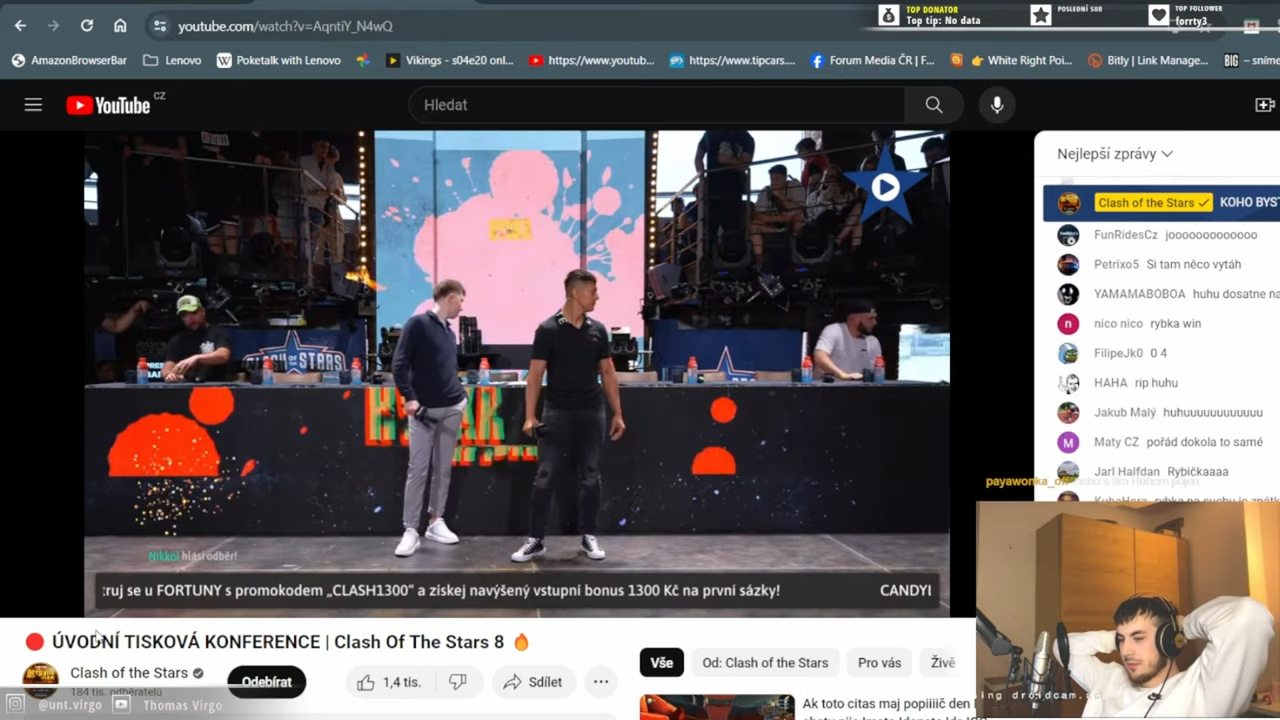 youtube.com/watch?v=AqntiY_N4wQ
TOP DONATOR
Top tip: No data
POSLEDNÍ SUB
TOP FOLLOWER
forrty3
AmazonBrowserBar
Lenovo
Poketalk with Lenovo
Vikings - s04e20 onl...
https://www.youtub...
https://www.tipcars....
Forum Media ČR | F...
White Right Poi...
Bitly | Link Manage...
BIG
YouTube CZ
Hledat
Nejlepší zprávy
Clash of the Stars
FunRidesCz joooooooooooo
Petrixo5 Si tam něco vytáh
YAMAMABOBOA huhu dosatne na
nico nico rybka win
FilipeJk0 0 4
HAHA rip huhu
Jakub Malý huhuuuuuuuuuuu
Maty CZ pořád dokola to samé
Jarl Halfdan Rybičkaaaa
Nikkol hlásí odběr!
se u FORTUNY s promokodem „CLASH1300“ a získej navýšený vstupní bonus 1300 Kč na první sázky!
CANDYI
ÚVODNÍ TISKOVÁ KONFERENCE | Clash Of The Stars 8
Clash of the Stars
184 tis. odběratelů
Odebírat
1,4 tis.
Sdílet
Vše
Od: Clash of the Stars
Pro vás
Živě
@unt.virgo
Thomas Virgo